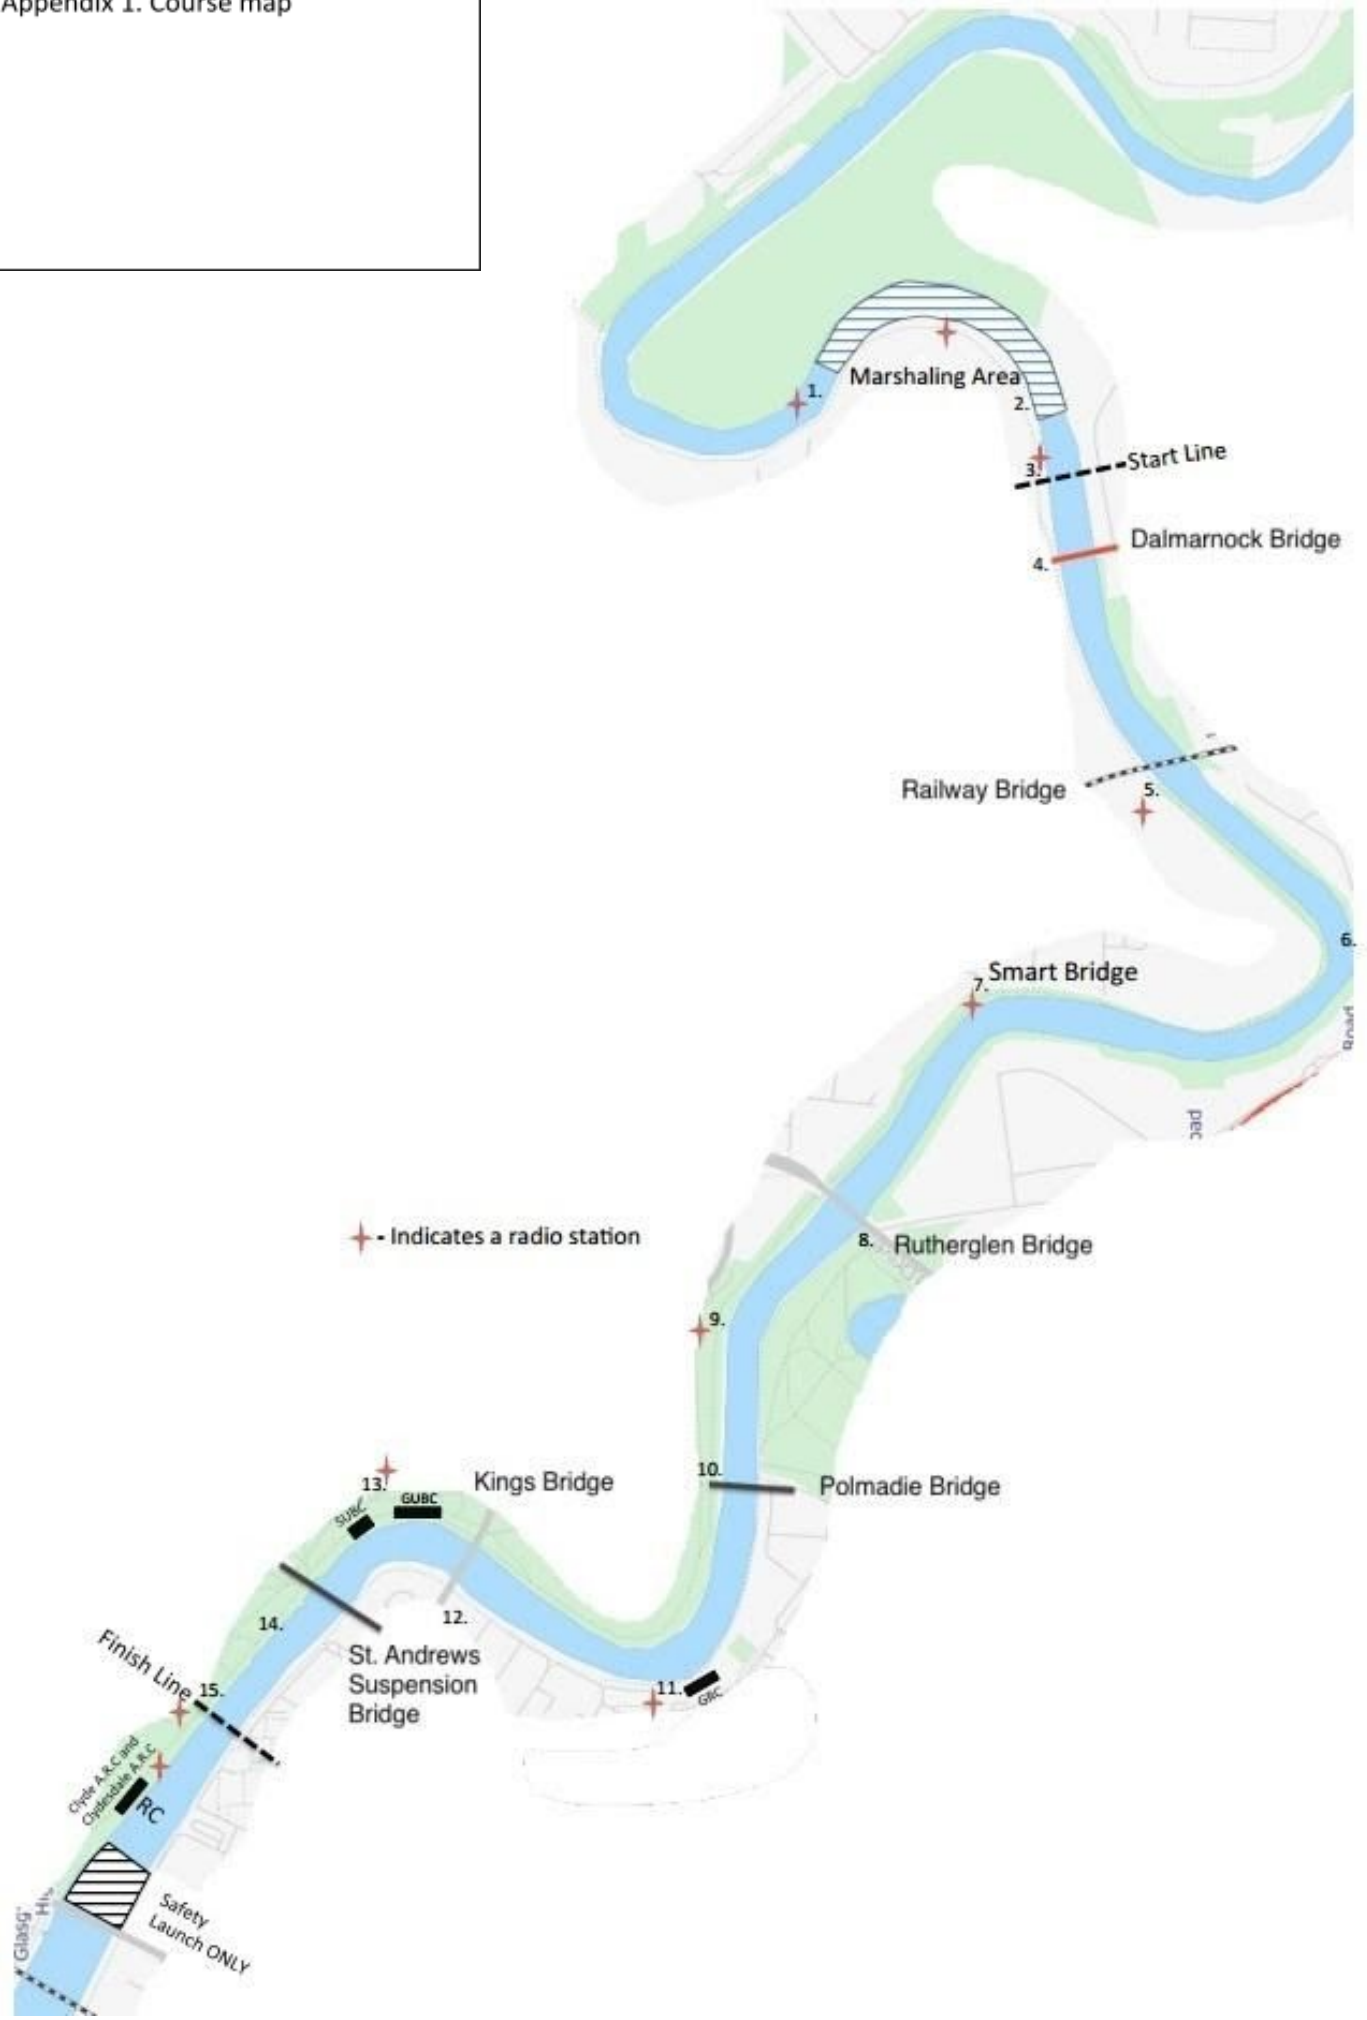 Appendix 1. Course map
1.
Marshaling Area
2.
3.
Start Line
Dalmarnock Bridge
4.
Railway Bridge
5.
6.
Smart Bridge
7.
Road
- Indicates a radio station
8.
Rutherglen Bridge
9.
10.
Polmadie Bridge
Kings Bridge
13.
GUBC
SUBC
12.
14.
St. Andrews
Suspension
Bridge
Finish Line
15.
11.
GRC
Clyde A.R.C and
Clydesdale A.R.C
RC
Safety
Launch ONLY